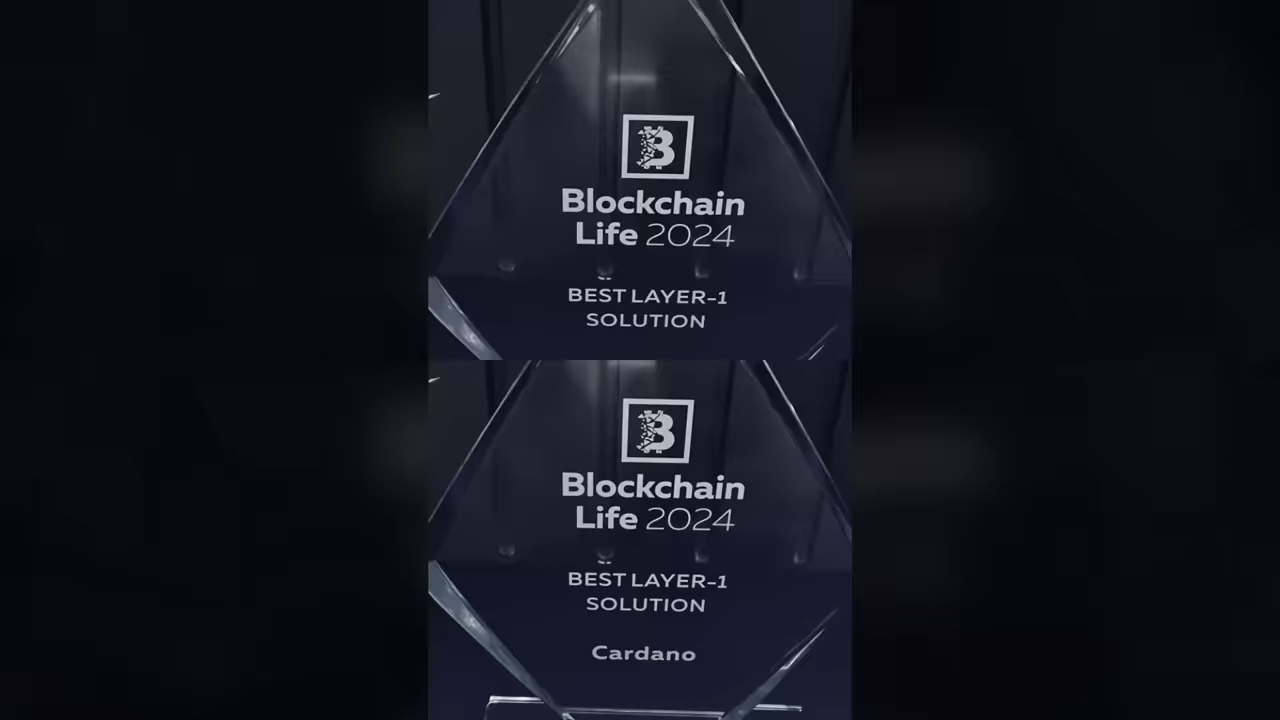 Blockchain
Life 2024
BEST LAYER-1
SOLUTION
Blockchain
Life 2024
BEST LAYER-1
SOLUTION
Cardano